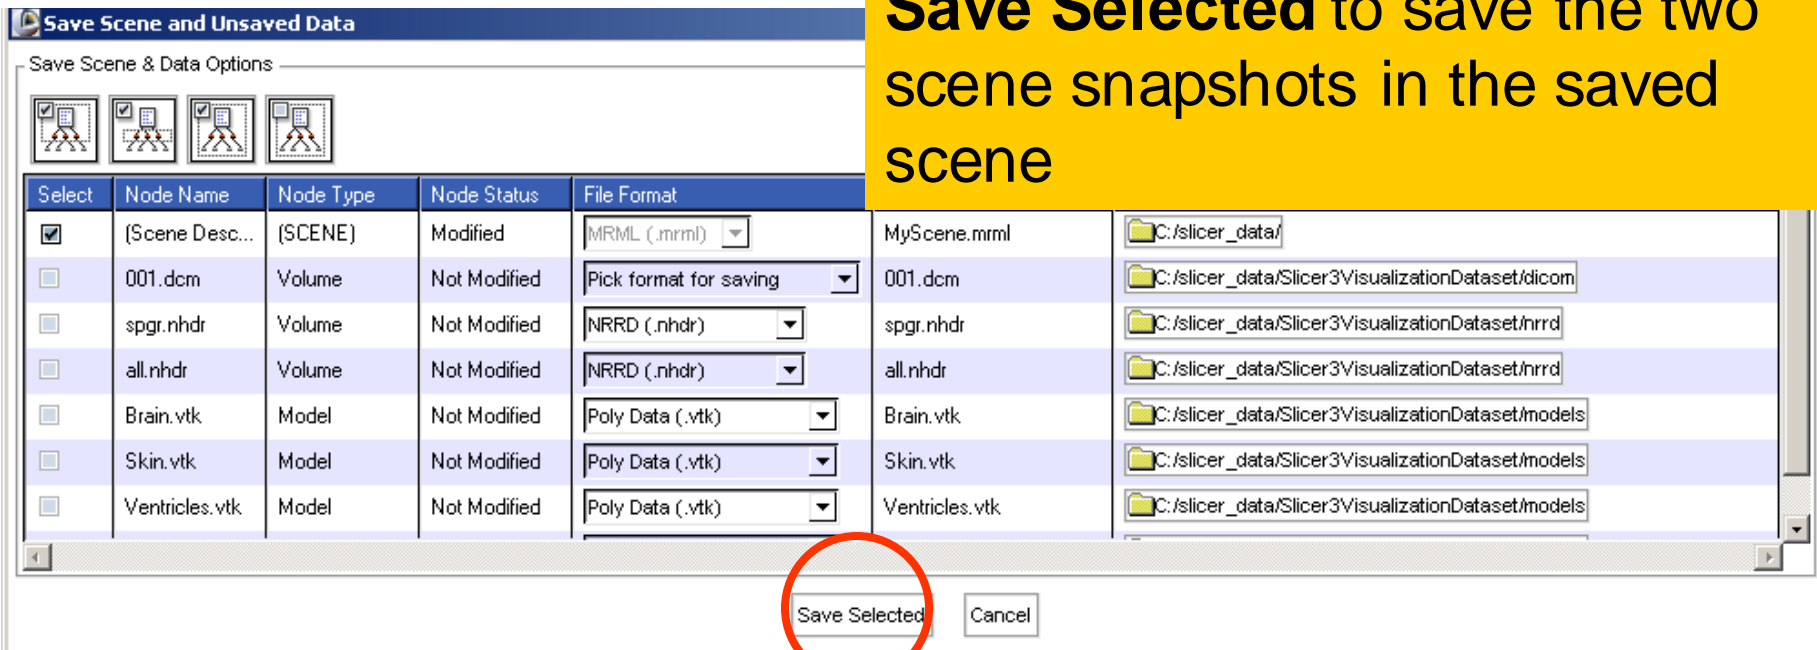 Save Selected to save the two
scene snapshots in the saved
scene
Save Scene and Unsaved Data
Save Scene & Data Options
Select Node Name Node Type Node Status File Format
(Scene Desc... (SCENE) Modified MRML (.mrml) MyScene.mrml C:/slicer_data/
001.dcm Volume Not Modified Pick format for saving 001.dcm C:/slicer_data/Slicer3VisualizationDataset/dicom
spgr.nhdr Volume Not Modified NRRD (.nhdr) spgr.nhdr C:/slicer_data/Slicer3VisualizationDataset/nrrd
all.nhdr Volume Not Modified NRRD (.nhdr) all.nhdr C:/slicer_data/Slicer3VisualizationDataset/nrrd
Brain.vtk Model Not Modified Poly Data (.vtk) Brain.vtk C:/slicer_data/Slicer3VisualizationDataset/models
Skin.vtk Model Not Modified Poly Data (.vtk) Skin.vtk C:/slicer_data/Slicer3VisualizationDataset/models
Ventricles.vtk Model Not Modified Poly Data (.vtk) Ventricles.vtk C:/slicer_data/Slicer3VisualizationDataset/models
Save Selected Cancel